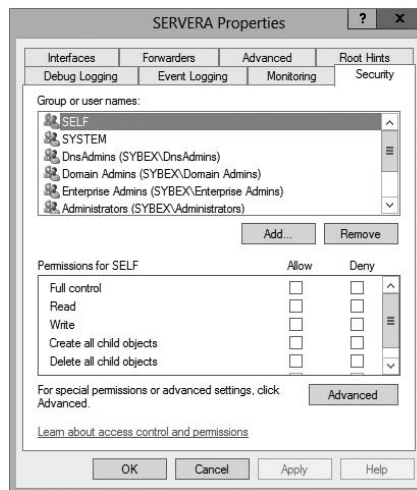 SERVERA Properties
? x
Interfaces Forwarders Advanced Root Hints
Debug Logging Event Logging Monitoring Security
Group or user names:
SELF
SYSTEM
DnsAdmins (SYBEX\DnsAdmins)
Domain Admins (SYBEX\Domain Admins)
Enterprise Admins (SYBEX\Enterprise Admins)
Administrators (SYBEX\Administrators)
Add... Remove
Permissions for SELF Allow Deny
Full control
Read
Write
Create all child objects
Delete all child objects
For special permissions or advanced settings, click
Advanced.
Advanced
Learn about access control and permissions
OK Cancel Apply Help